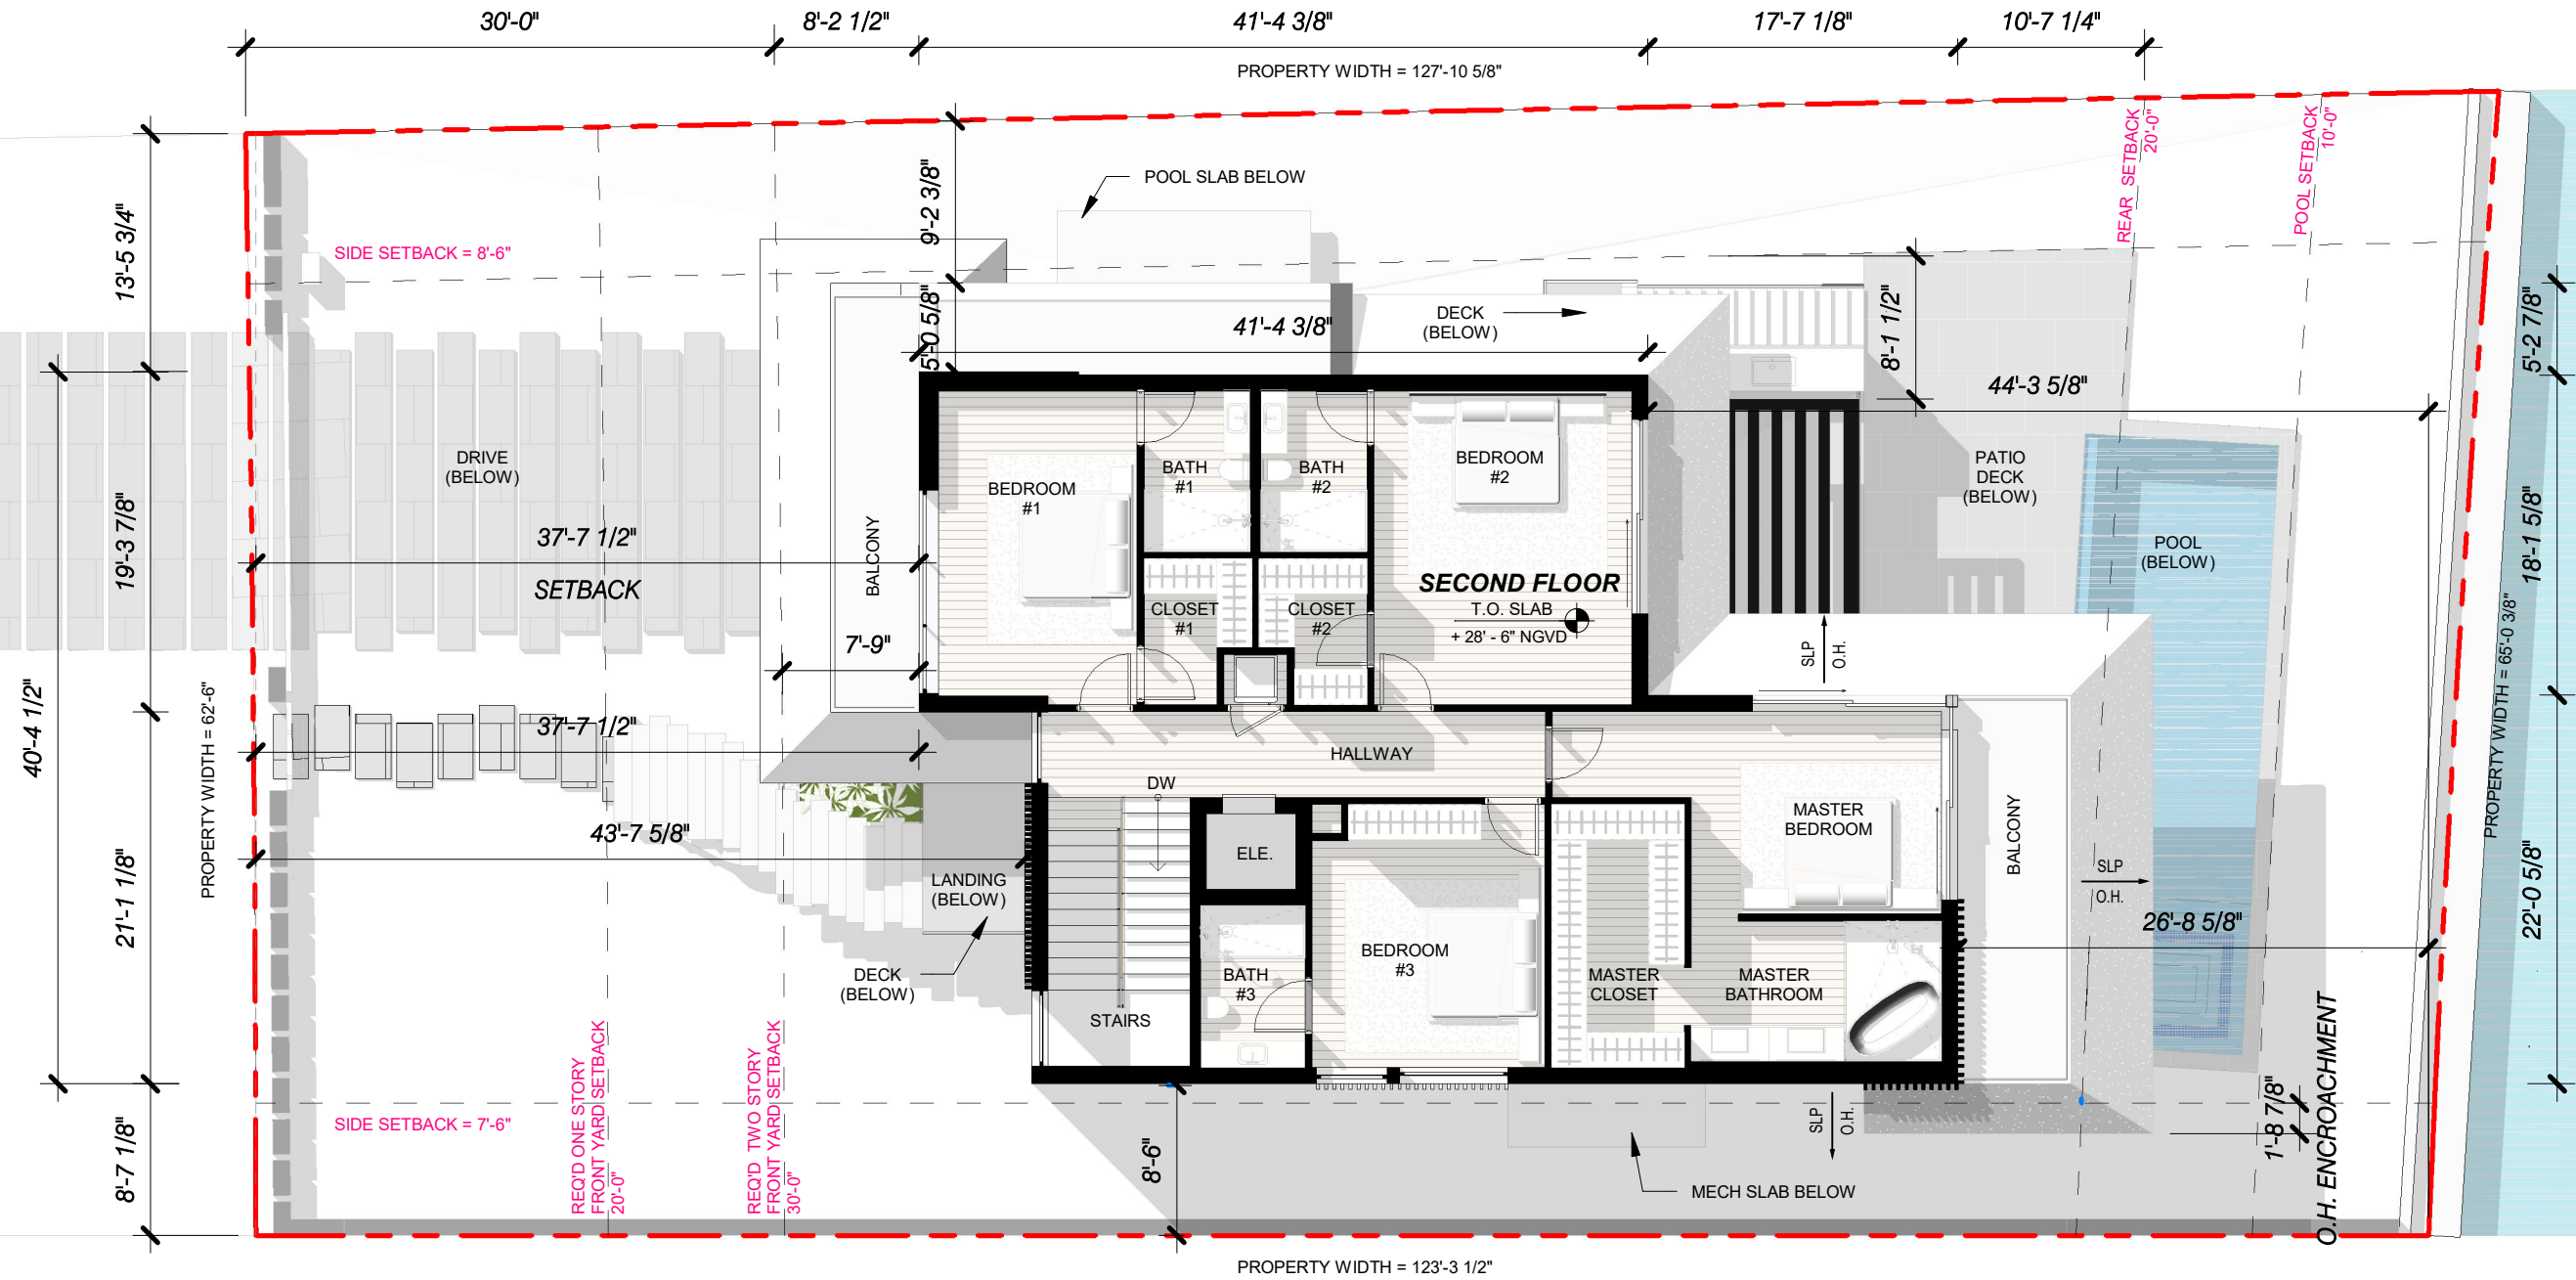 30'-0"
8'-2 1/2"
41'-4 3/8"
17'-7 1/8"
10'-7 1/4"
PROPERTY WIDTH = 127'-10 5/8"
REAR SETBACK
20'-0"
POOL SETBACK
10'-0"
9'-2 3/8"
POOL SLAB BELOW
13'-5 3/4"
SIDE SETBACK = 8'-6"
5'-0 5/8"
41'-4 3/8"
DECK
(BELOW)
8'-1 1/2"
5'-2 7/8"
44'-3 5/8"
DRIVE
(BELOW)
BEDROOM
#1
BATH
#1
BATH
#2
BEDROOM
#2
PATIO
DECK
(BELOW)
19'-3 7/8"
37'-7 1/2"
SETBACK
BALCONY
POOL
(BELOW)
18'-1 5/8"
SECOND FLOOR
T.O. SLAB
+ 28' - 6" NGVD
CLOSET
#1
CLOSET
#2
7'-9"
SLP
O.H.
PROPERTY WIDTH = 65'-0 3/8"
40'-4 1/2"
PROPERTY WIDTH = 62'-6"
37'-7 1/2"
HALLWAY
DW
43'-7 5/8"
MASTER
BEDROOM
BALCONY
ELE.
LANDING
(BELOW)
SLP
O.H.
21'-1 1/8"
26'-8 5/8"
22'-0 5/8"
BEDROOM
#3
DECK
(BELOW)
BATH
#3
MASTER
CLOSET
MASTER
BATHROOM
STAIRS
REQ'D ONE STORY
FRONT YARD SETBACK
20'-0"
REQ'D TWO STORY
FRONT YARD SETBACK
30'-0"
SIDE SETBACK = 7'-6"
8'-7 1/8"
8'-6"
SLP
O.H.
1'-8 7/8"
O.H. ENCROACHMENT
MECH SLAB BELOW
PROPERTY WIDTH = 123'-3 1/2"